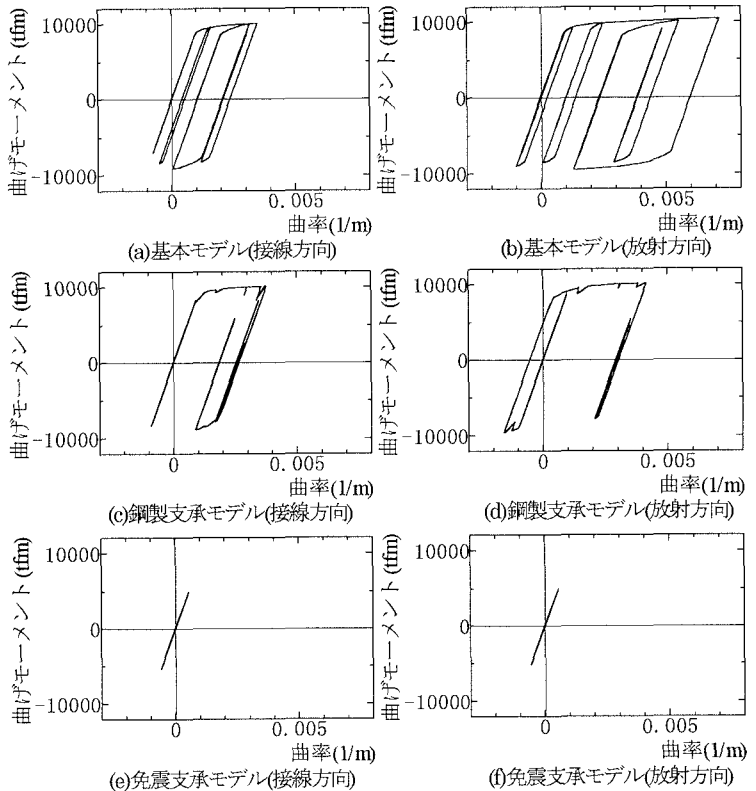 曲げモーメント(tfm)
10000
0
-10000
0
0.005
曲率(1/m)
(a)基本モデル(接線方向)
曲げモーメント(tfm)
10000
0
-10000
0
0.005
曲率(1/m)
(b)基本モデル(放射方向)
曲げモーメント(tfm)
10000
0
-10000
0
0.005
曲率(1/m)
(c)鋼製支承モデル(接線方向)
曲げモーメント(tfm)
10000
0
-10000
0
0.005
曲率(1/m)
(d)鋼製支承モデル(放射方向)
曲げモーメント(tfm)
10000
0
-10000
0
0.005
曲率(1/m)
(e)免震支承モデル(接線方向)
曲げモーメント(tfm)
10000
0
-10000
0
0.005
曲率(1/m)
(f)免震支承モデル(放射方向)